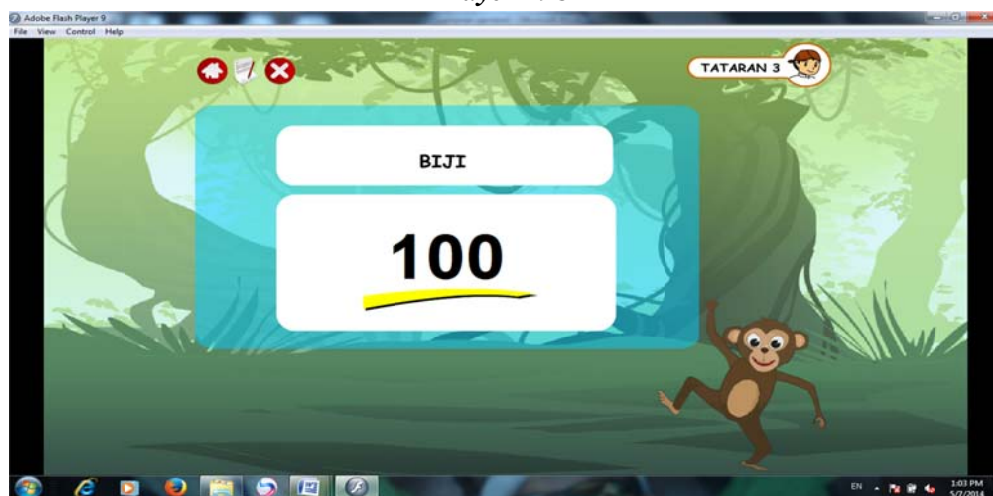 Adobe Flash Player 9
File View Control Help
TATARAN 3
BIJI
100
EN
1:03 PM
5/7/2014